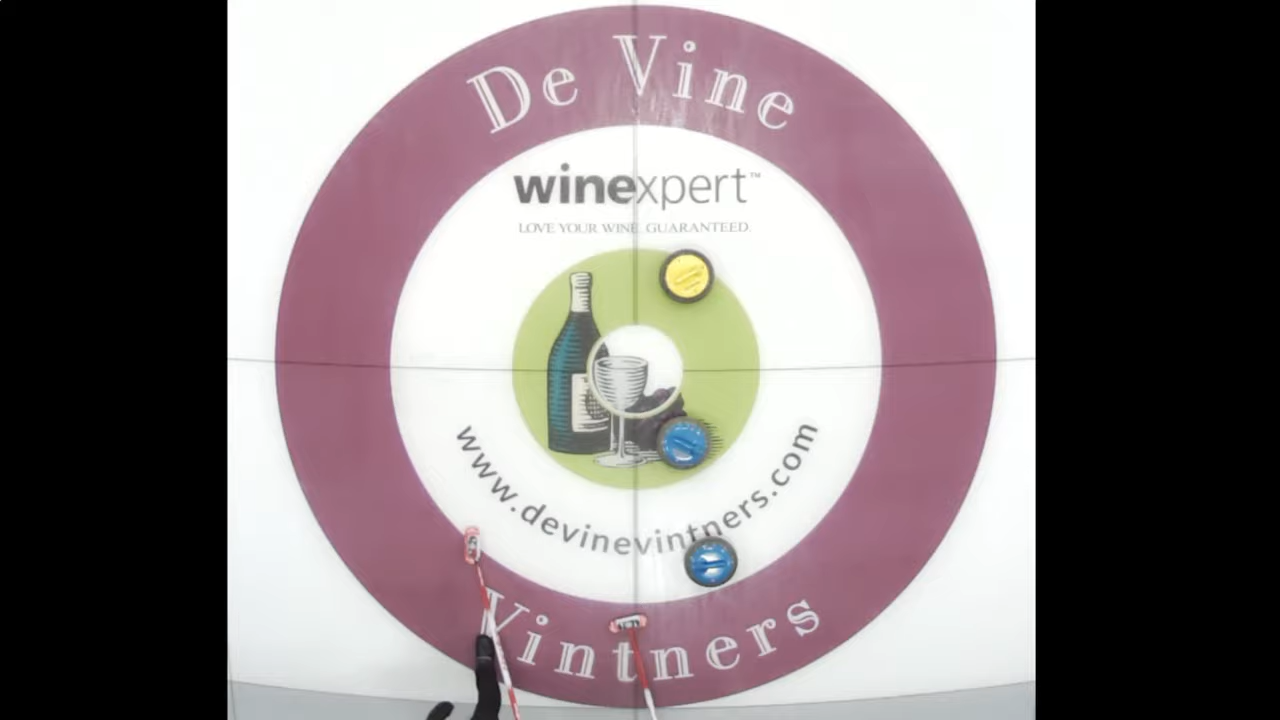 De Vine
winexpert™
LOVE YOUR WINE. GUARANTEED.
www.devinevintners.com
Vintners